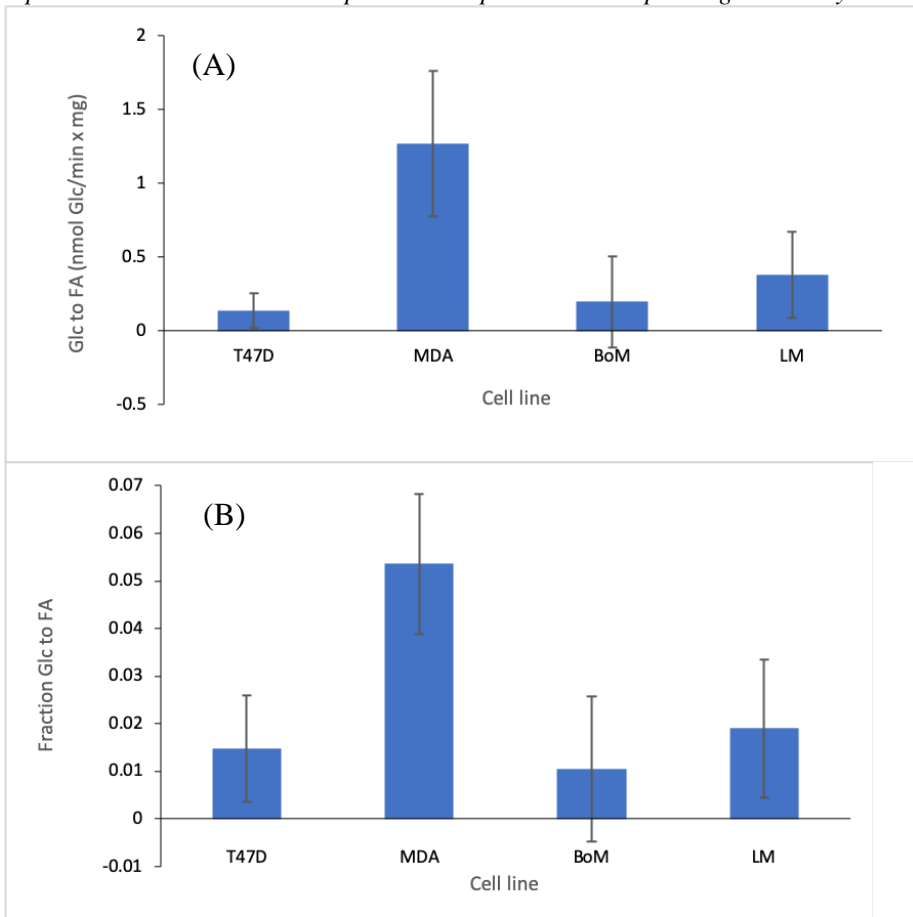 (A)
Glc to FA (nmol Glc/min x mg)
2
1.5
1
0.5
0
-0.5
T47D MDA BoM LM
Cell line
(B)
Fraction Glc to FA
0.07
0.06
0.05
0.04
0.03
0.02
0.01
0
-0.01
T47D MDA BoM LM
Cell line